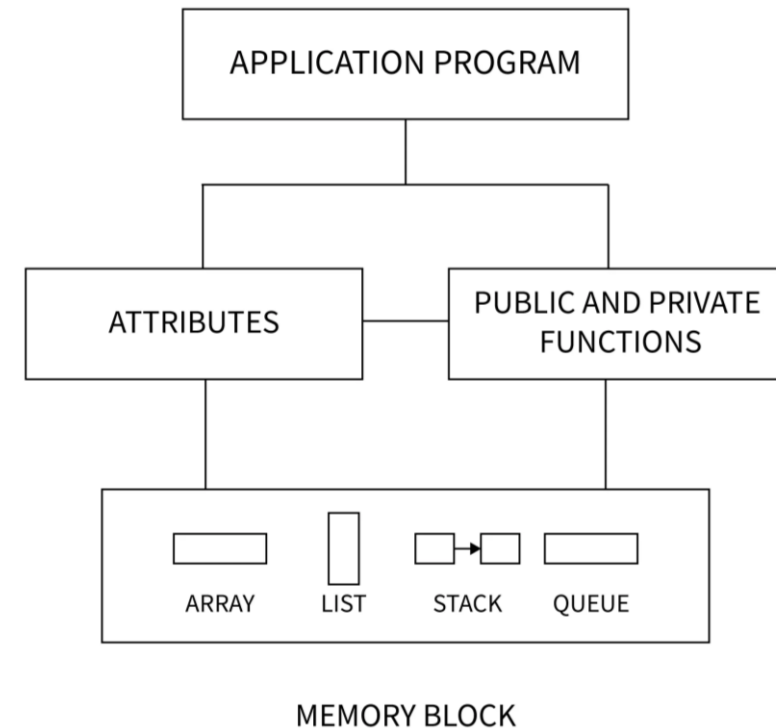 APPLICATION PROGRAM
ATTRIBUTES
PUBLIC AND PRIVATE
FUNCTIONS
ARRAY
LIST
STACK
QUEUE
MEMORY BLOCK